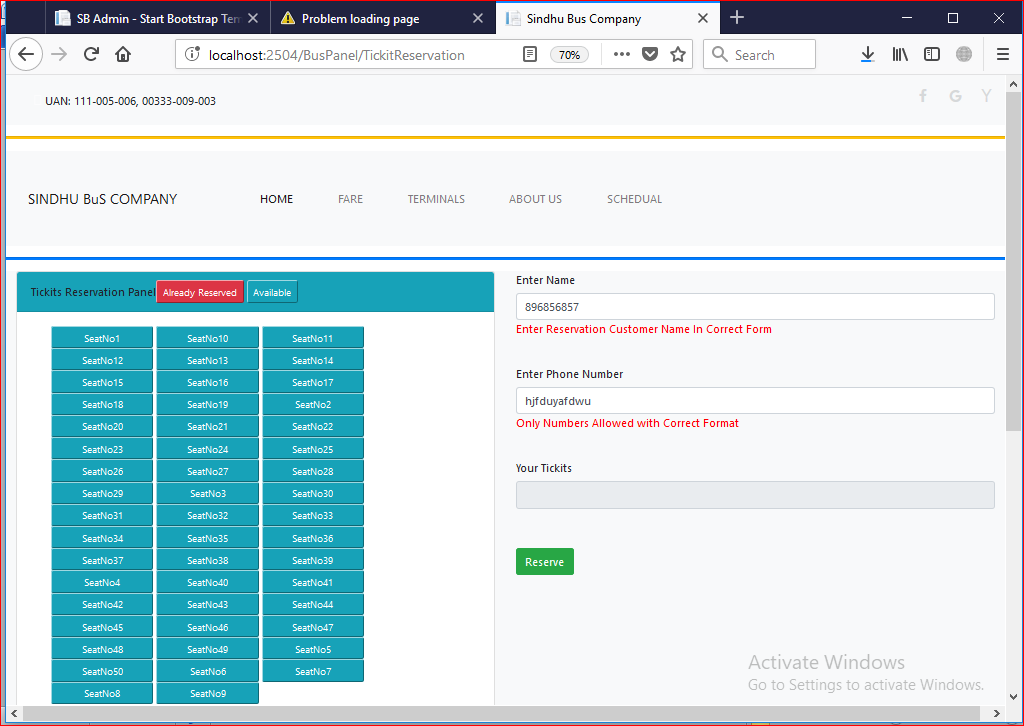 SB Admin - Start Bootstrap Tem
Problem loading page
Sindhu Bus Company
localhost:2504/BusPanel/TickitReservation
70%
Search
UAN: 111-005-006, 00333-009-003
f G Y
SINDHU BuS COMPANY
HOME
FARE
TERMINALS
ABOUT US
SCHEDUAL
Tickits Reservation Panel
Already Reserved
Available
SeatNo1 SeatNo10 SeatNo11
SeatNo12 SeatNo13 SeatNo14
SeatNo15 SeatNo16 SeatNo17
SeatNo18 SeatNo19 SeatNo2
SeatNo20 SeatNo21 SeatNo22
SeatNo23 SeatNo24 SeatNo25
SeatNo26 SeatNo27 SeatNo28
SeatNo29 SeatNo3 SeatNo30
SeatNo31 SeatNo32 SeatNo33
SeatNo34 SeatNo35 SeatNo36
SeatNo37 SeatNo38 SeatNo39
SeatNo4 SeatNo40 SeatNo41
SeatNo42 SeatNo43 SeatNo44
SeatNo45 SeatNo46 SeatNo47
SeatNo48 SeatNo49 SeatNo5
SeatNo50 SeatNo6 SeatNo7
SeatNo8 SeatNo9
Enter Name
896856857
Enter Reservation Customer Name In Correct Form
Enter Phone Number
hjfduyafdwu
Only Numbers Allowed with Correct Format
Your Tickits
Reserve
Activate Windows
Go to Settings to activate Windows.